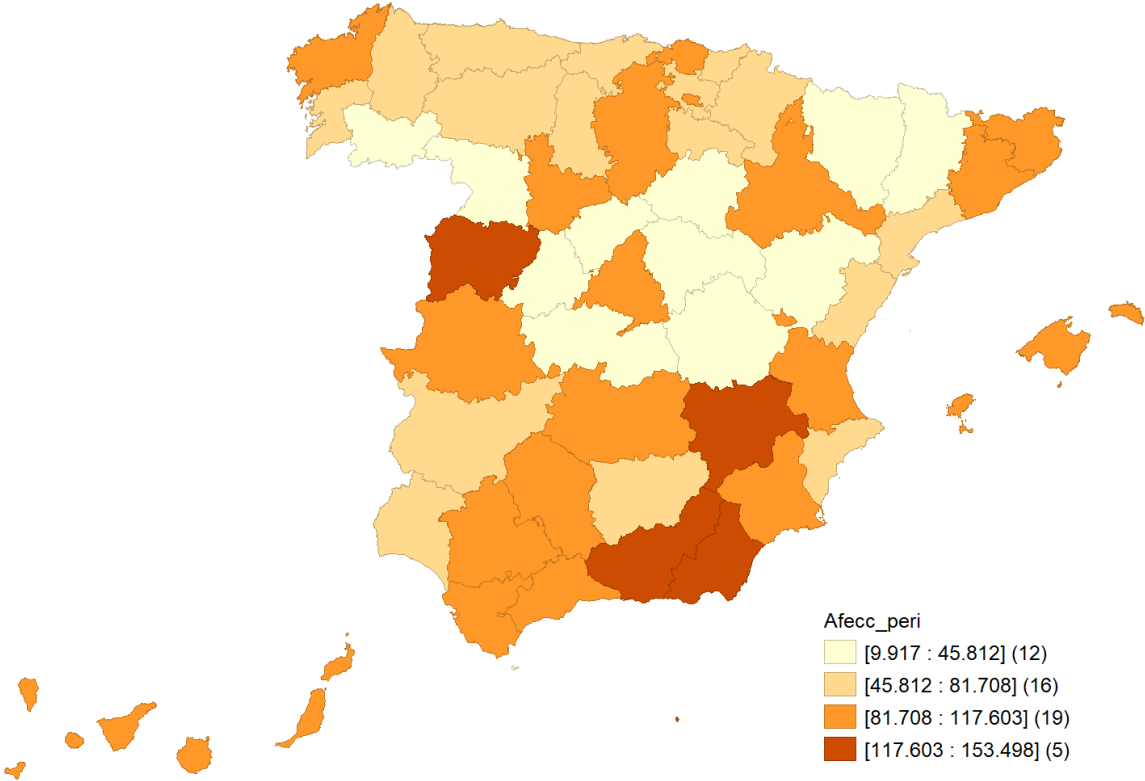 Afecc_peri
[9.917 : 45.812] (12)
[45.812 : 81.708] (16)
[81.708 : 117.603] (19)
[117.603 : 153.498] (5)